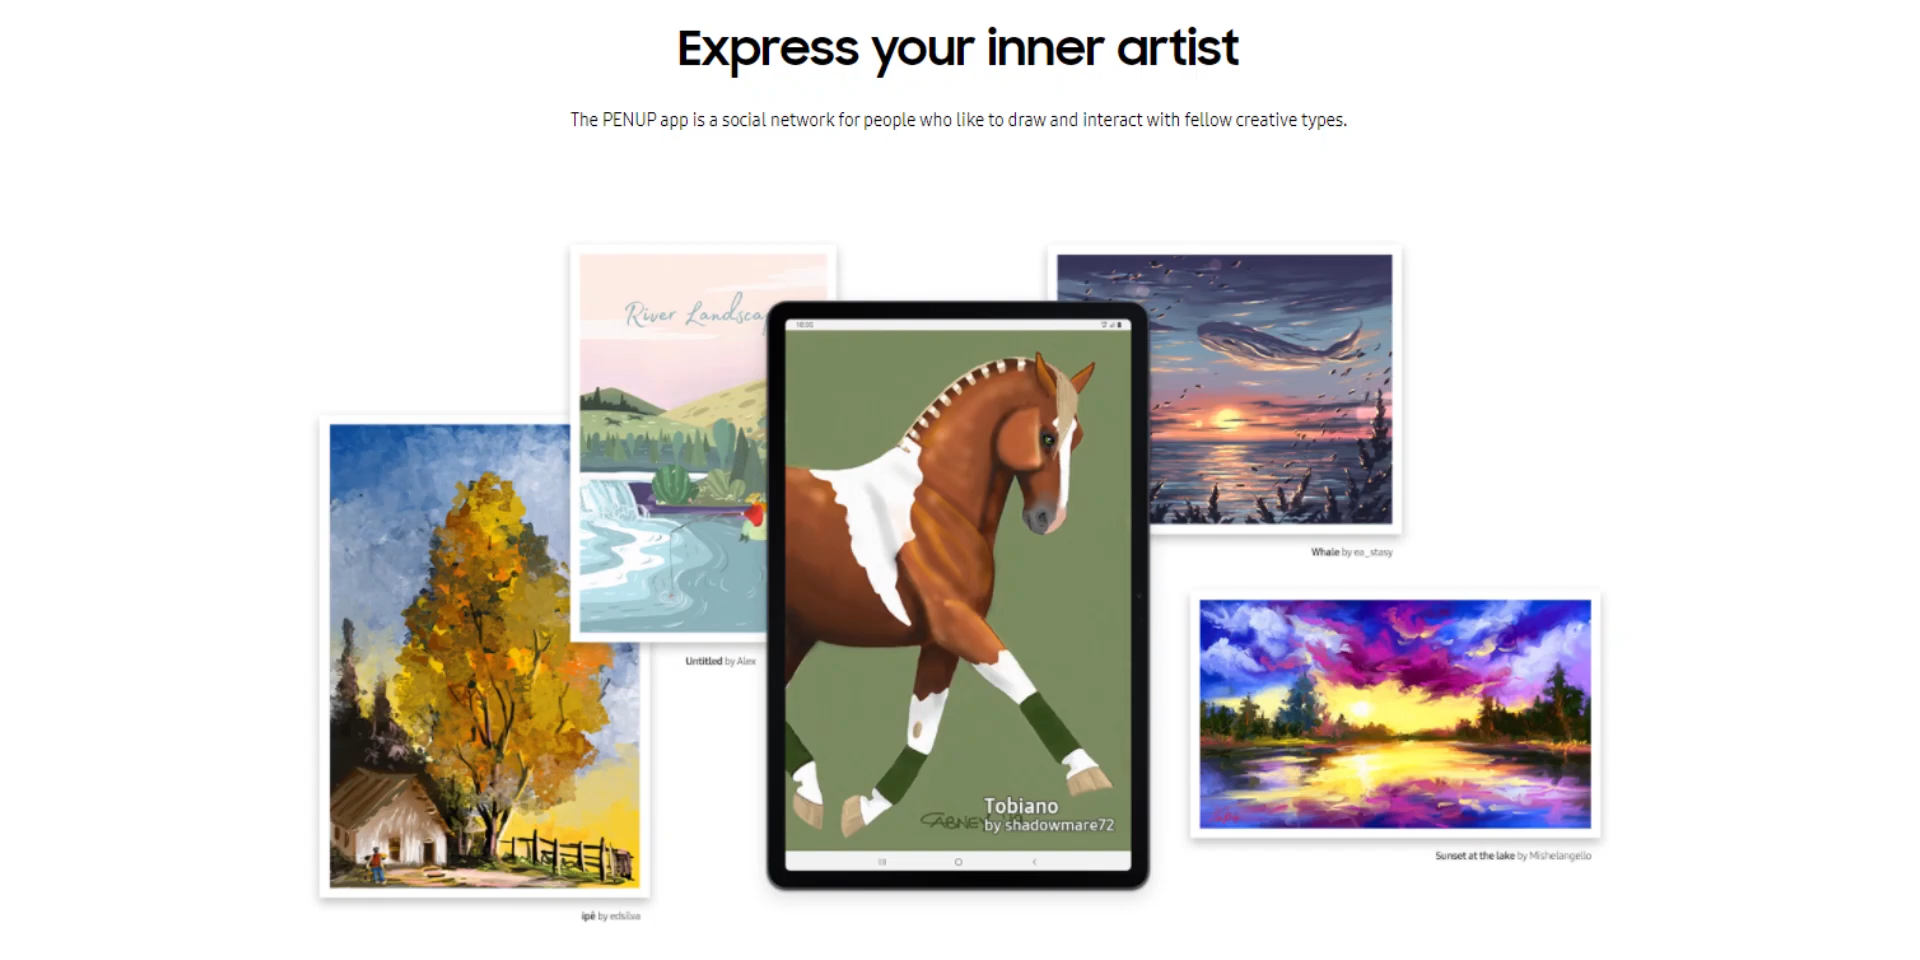 Express your inner artist
The PENUP app is a social network for people who like to draw and interact with fellow creative types.
River
10:00
Whale by ea_stasy
Untitled by Alex
Tobiano
by shadowmare72
Sunset at the lake by Mishelangello
ipê by edsilva